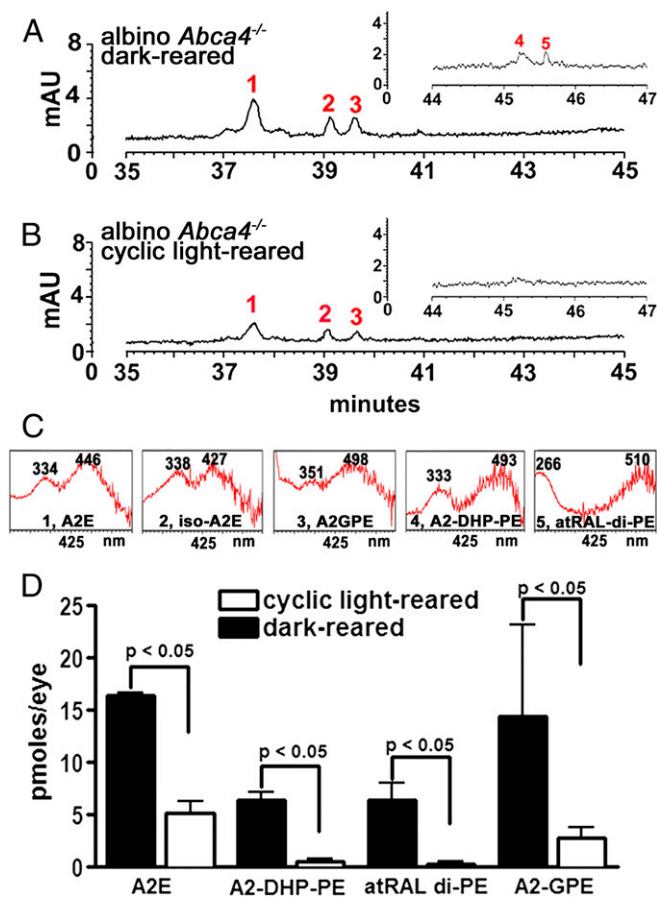 A
albino Abca4-/-
dark-reared
mAU
8
4
0
0 35 37 39 41 43 45
1
2
3
4
2
0
0 44 45 46 47
4
5
B
albino Abca4-/-
cyclic light-reared
mAU
8
4
0
0 35 37 39 41 43 45
minutes
1
2
3
4
2
0
0 44 45 46 47
C
334 446
1, A2E
425 nm
338 427
2, iso-A2E
425 nm
351 498
3, A2GPE
425 nm
333 493
4, A2-DHP-PE
425 nm
266 510
5, atRAL-di-PE
425 nm
D
cyclic light-reared
dark-reared
pmoles/eye
25
20
15
10
5
0
p < 0.05
p < 0.05
p < 0.05
p < 0.05
A2E A2-DHP-PE atRAL di-PE A2-GPE